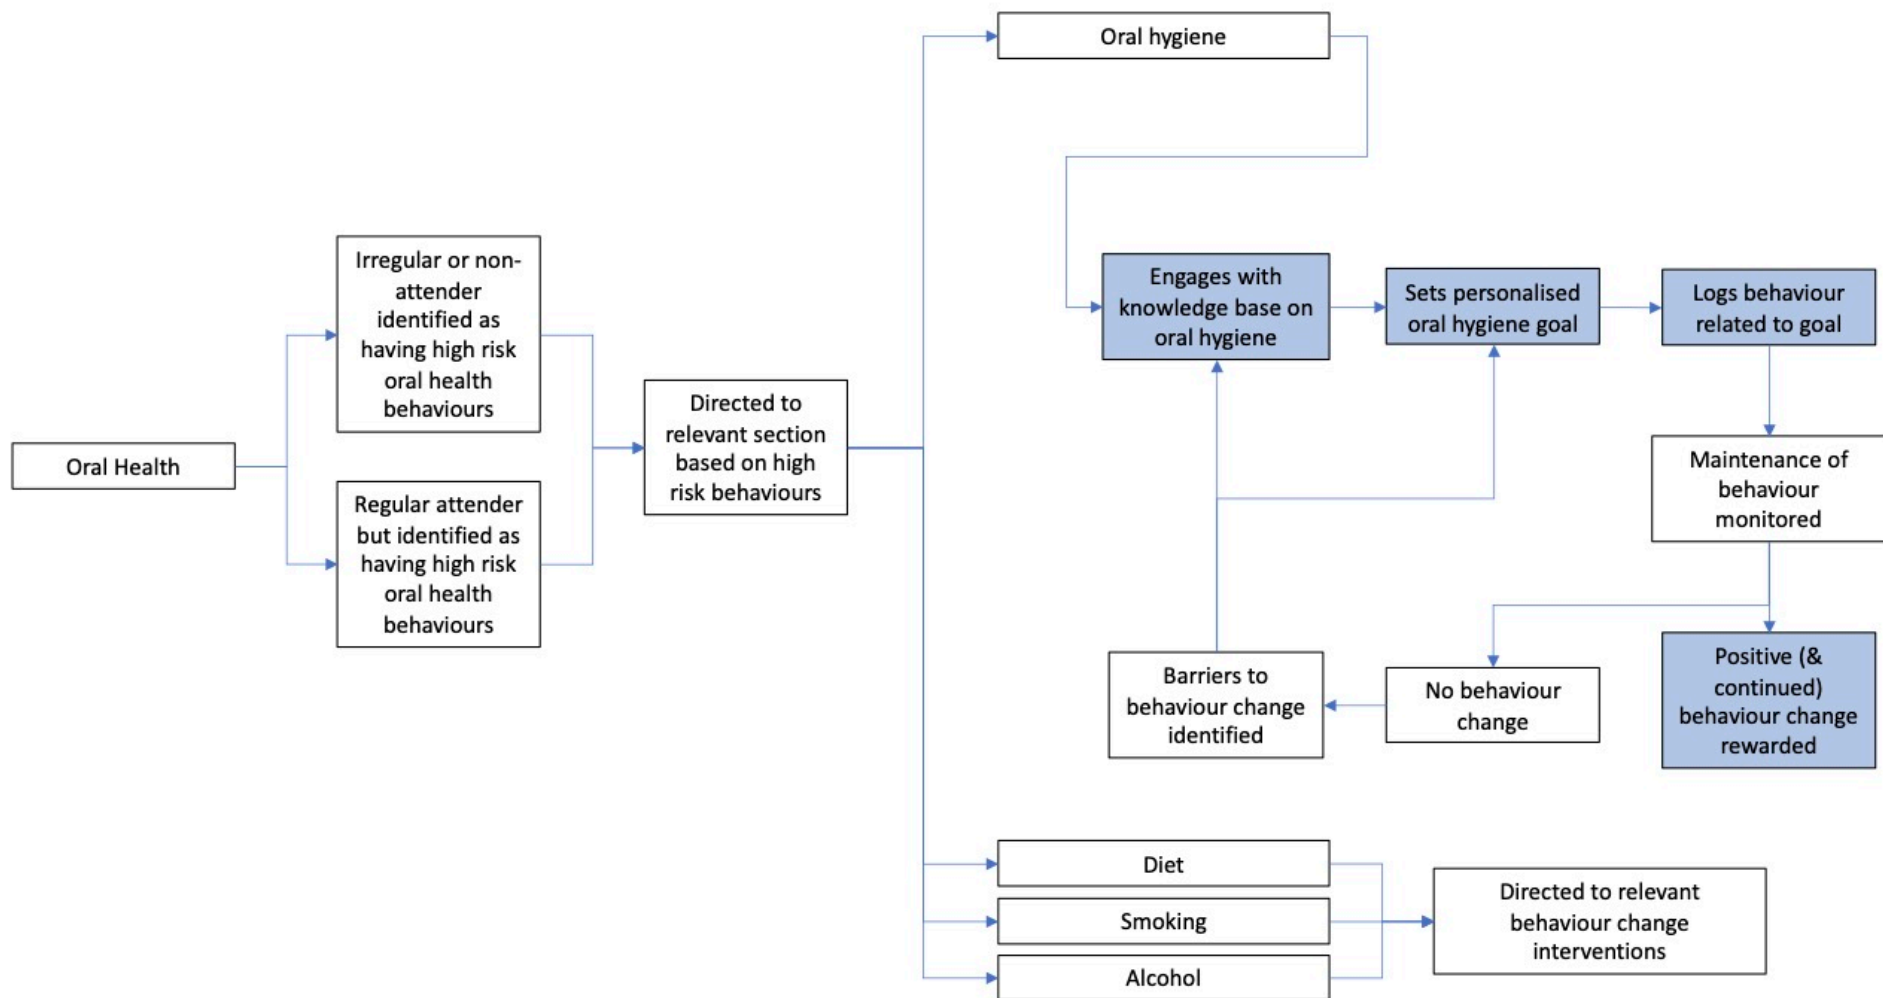 Oral hygiene
Irregular or non-
attender
identified as
having high risk
oral health
behaviours
Engages with
knowledge base on
oral hygiene
Sets personalised
oral hygiene goal
Logs behaviour
related to goal
Oral Health
Directed to
relevant section
based on high
risk behaviours
Maintenance of
behaviour
monitored
Regular attender
but identified as
having high risk
oral health
behaviours
Barriers to
behaviour change
identified
No behaviour
change
Positive (&
continued)
behaviour change
rewarded
Diet
Smoking
Alcohol
Directed to relevant
behaviour change
interventions